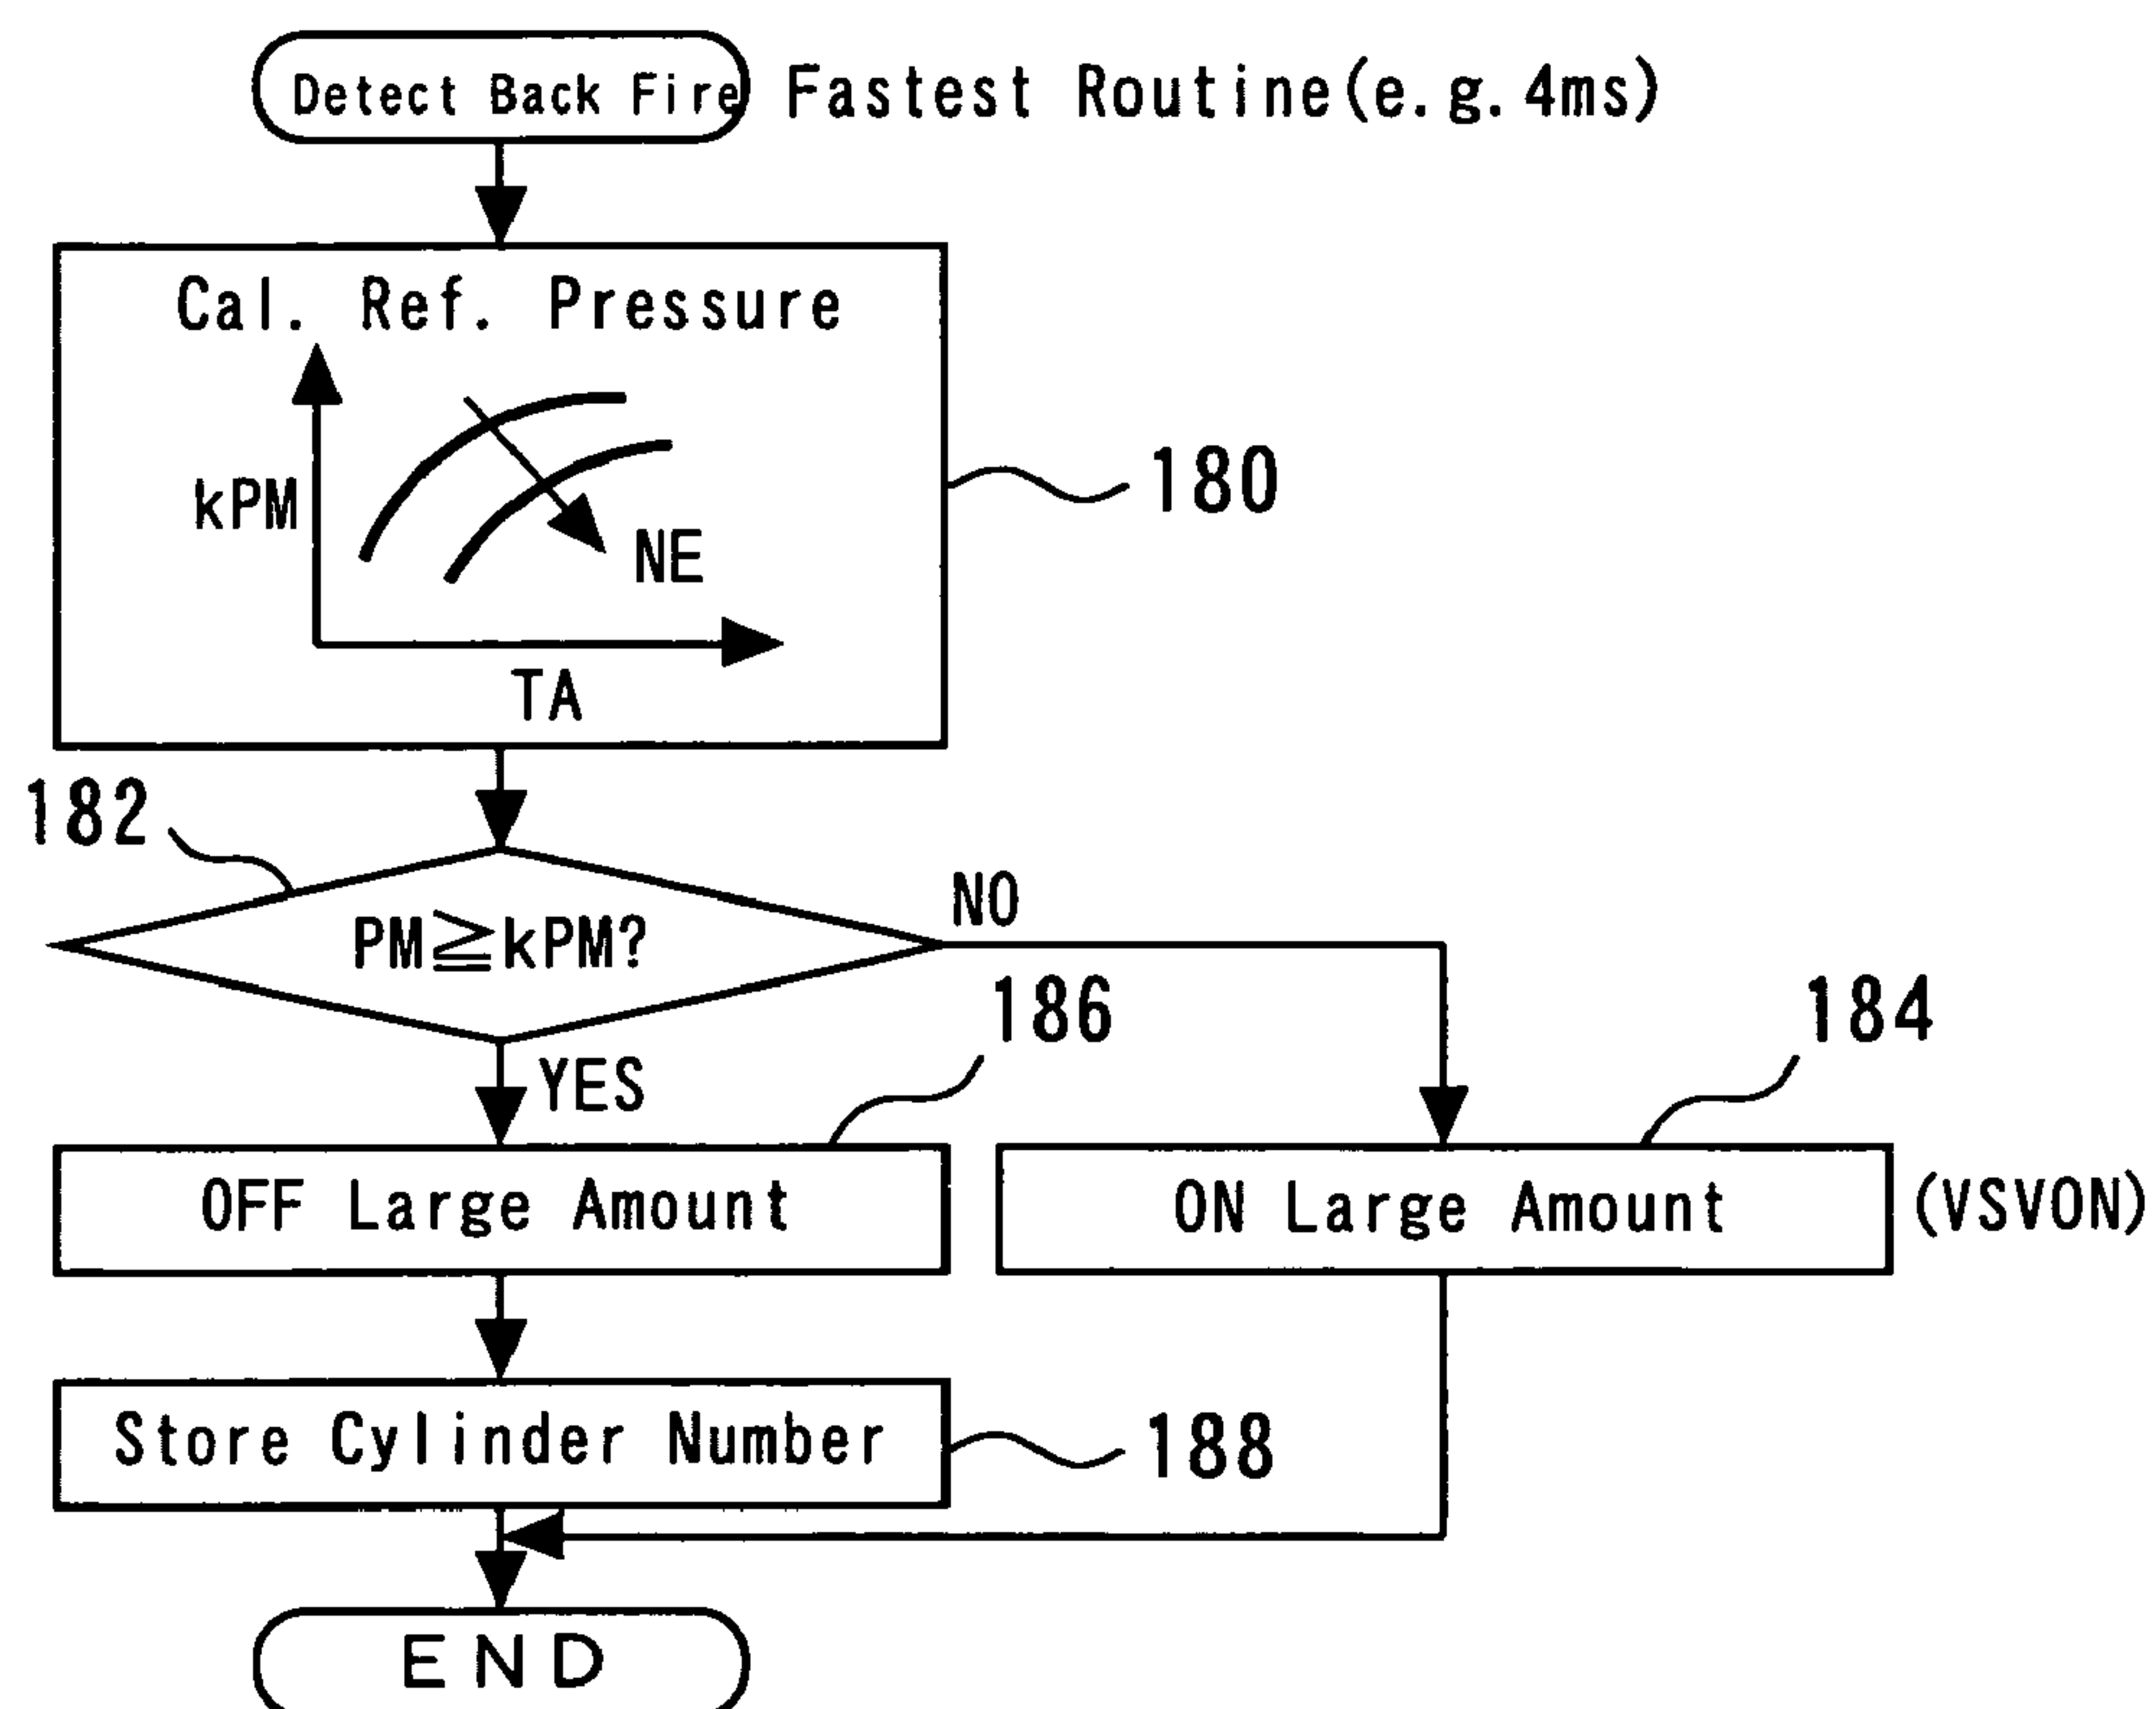 Detect Back Fire
Fastest Routine(e.g.4ms)
Cal. Ref. Pressure
kPM
NE
TA
180
182
PM≧kPM?
NO
YES
186
184
OFF Large Amount
ON Large Amount
(VSVON)
Store Cylinder Number
188
END